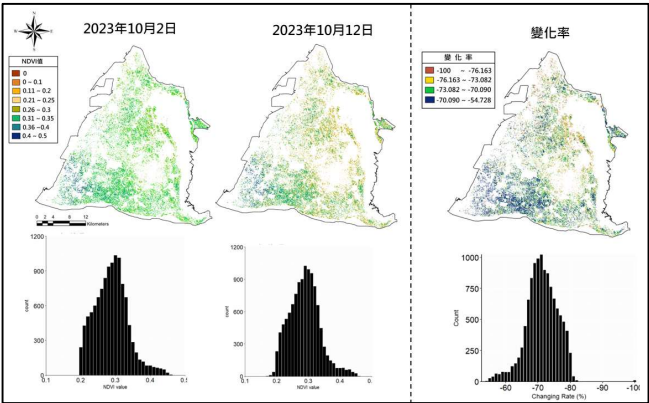 2023年10月2日
2023年10月12日
變化率
NDVI值
0
0 ~ 0.1
0.11 ~ 0.2
0.21 ~ 0.25
0.26 ~ 0.3
0.31 ~ 0.35
0.36 ~0.4
0.4 ~ 0.5
變 化 率
-100 ~ -76.163
-76.163 ~ -73.082
-73.082 ~ -70.090
-70.090 ~ -54.728
0 2 4 8 12
Kilometers
1200
900
600
300
0
count
0.1 0.2 0.3 0.4
NDVI value
1200
900
600
300
0
count
0.1 0.2 0.3 0.4 0.5
NDVI value
1000
750
500
250
0
Count
-60 -70 -80 -90
Changing Rate (%)